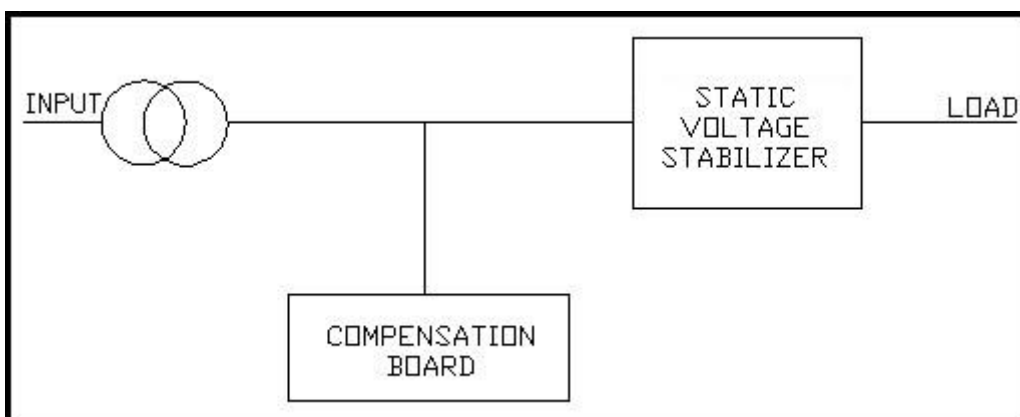 INPUT
STATIC
VOLTAGE
STABILIZER
LOAD
COMPENSATION
BOARD